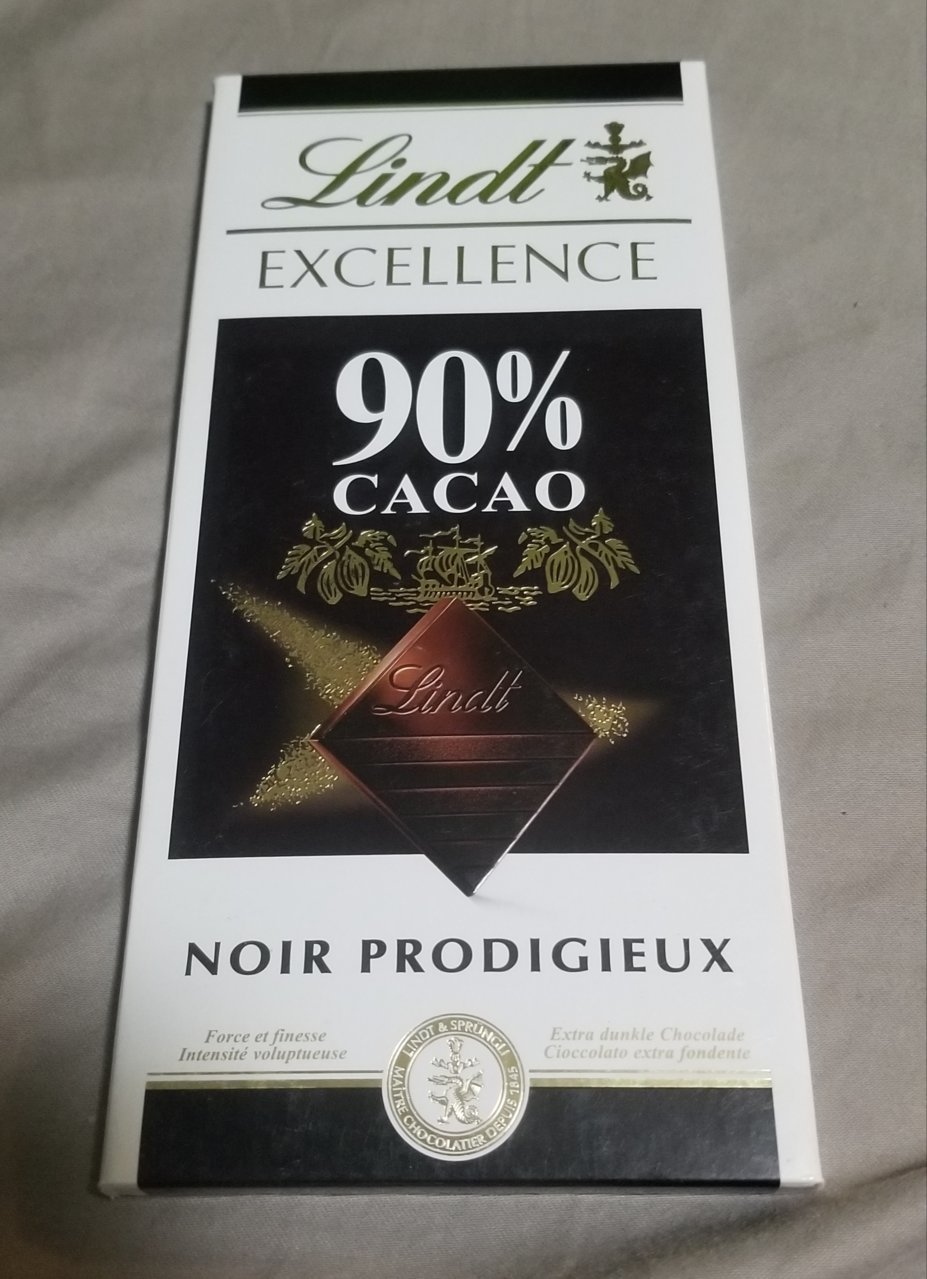 Lindt
EXCELLENCE
90%
CACAO
Lindt
NOIR PRODIGIEUX
Force et finesse
Intensité voluptueuse
Extra dunkle Chocolade
Cioccolato extra fondente
LINDT & SPRÜNGLI
MAÎTRE CHOCOLATIER DEPUIS 1845